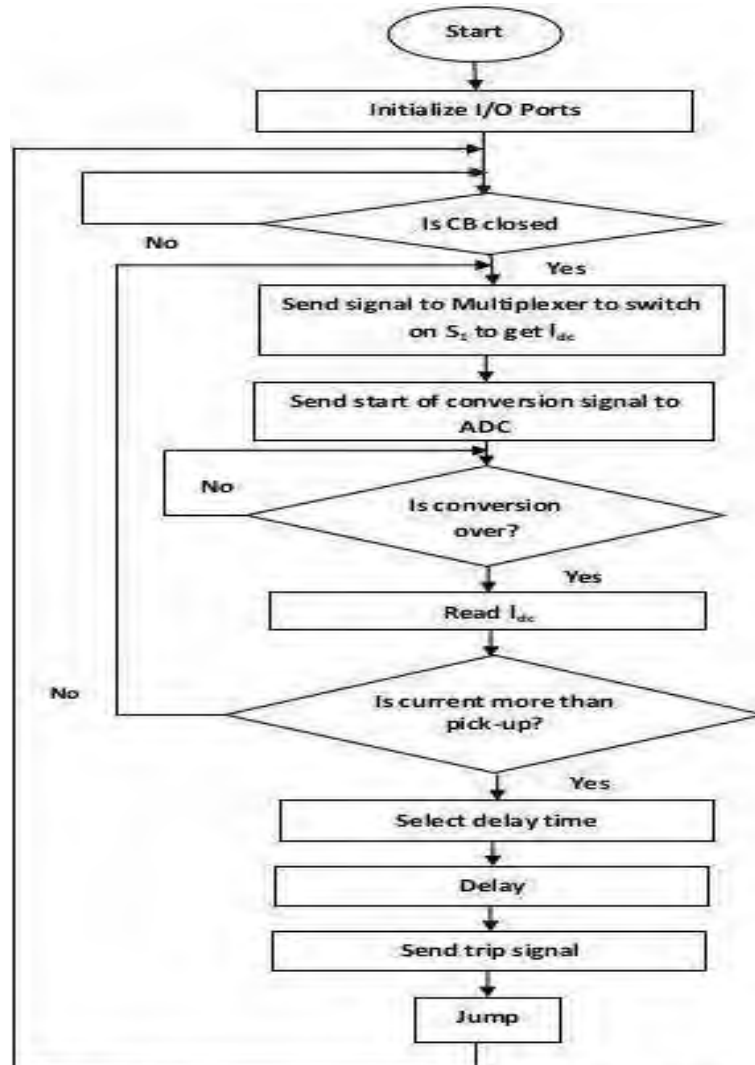 Start
Initialize I/O Ports
Is CB closed
No
Yes
Send signal to Multiplexer to switch
on S₁ to get I_dc
Send start of conversion signal to
ADC
No
Is conversion
over?
Yes
Read I_dc
No
Is current more than
pick-up?
Yes
Select delay time
Delay
Send trip signal
Jump